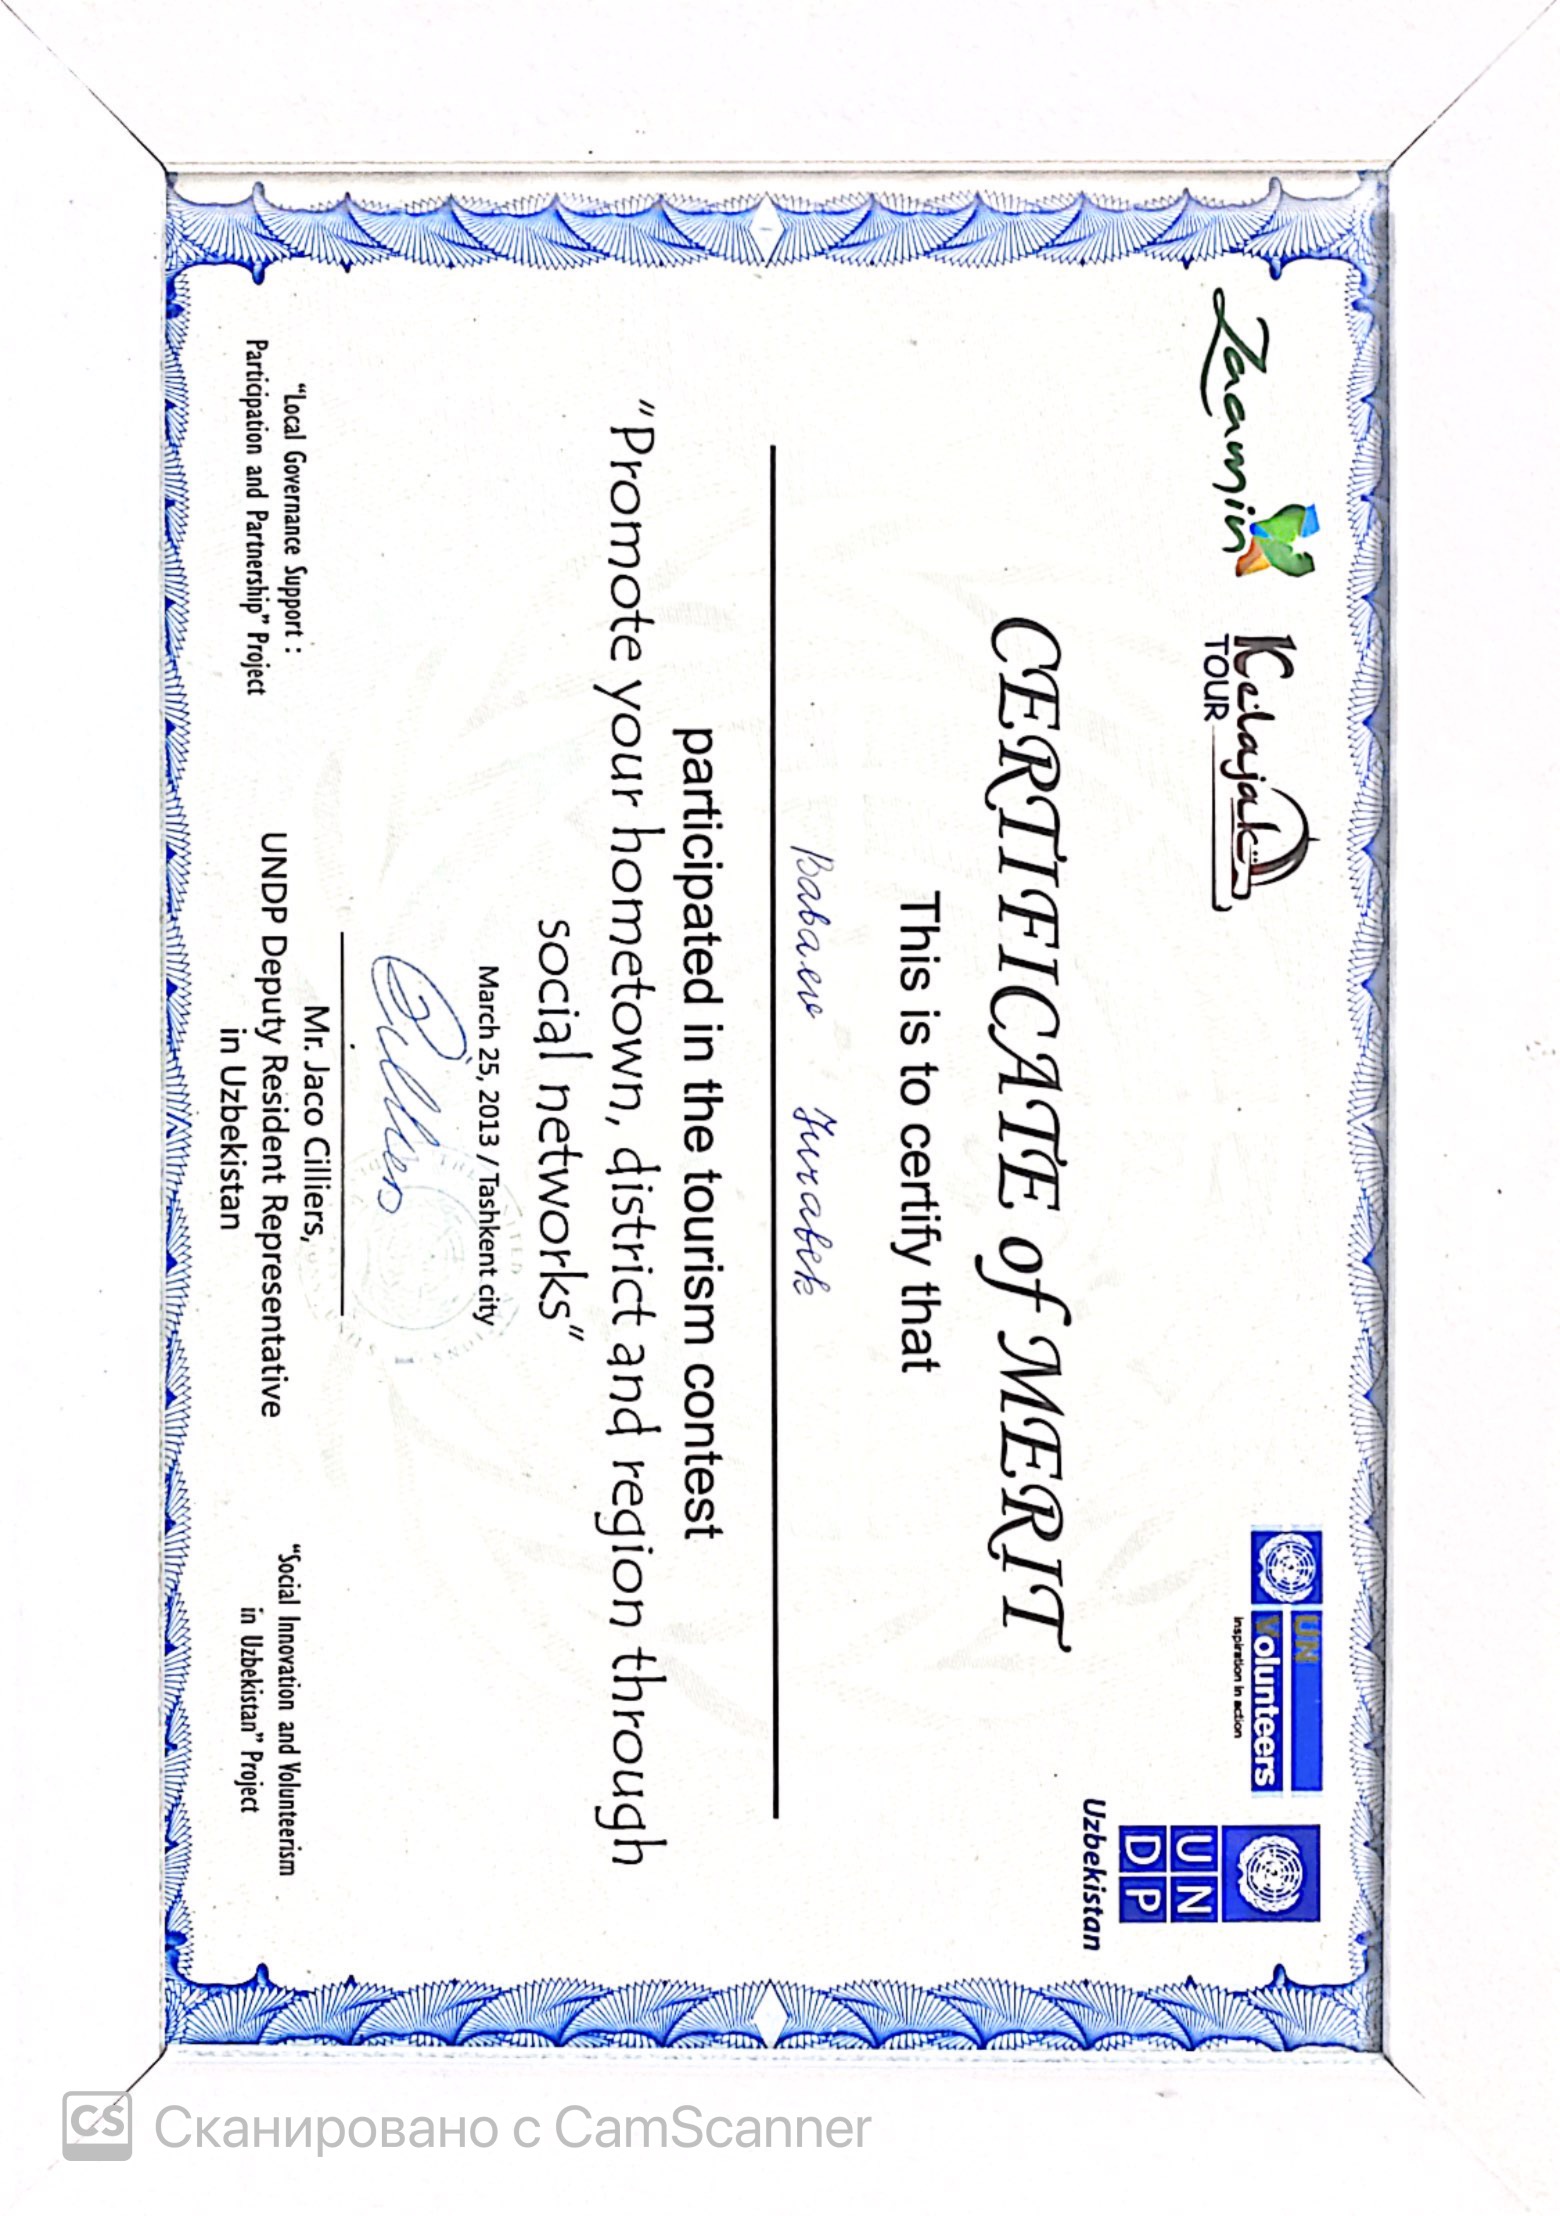 Zaamin
Kelajak
TOUR
UN
Volunteers
inspiration in action
UN
DP
Uzbekistan
CERTIFICATE of MERIT
This is to certify that
Babaev
participated in the tourism contest
"Promote your hometown, district and region through
social networks"
March 25, 2013 / Tashkent city
Mr. Jaco Cilliers,
UNDP Deputy Resident Representative
in Uzbekistan
"Local Governance Support :
Participation and Partnership" Project
"Social Innovation and Volunteerism
in Uzbekistan" Project
CS Сканировано с CamScanner